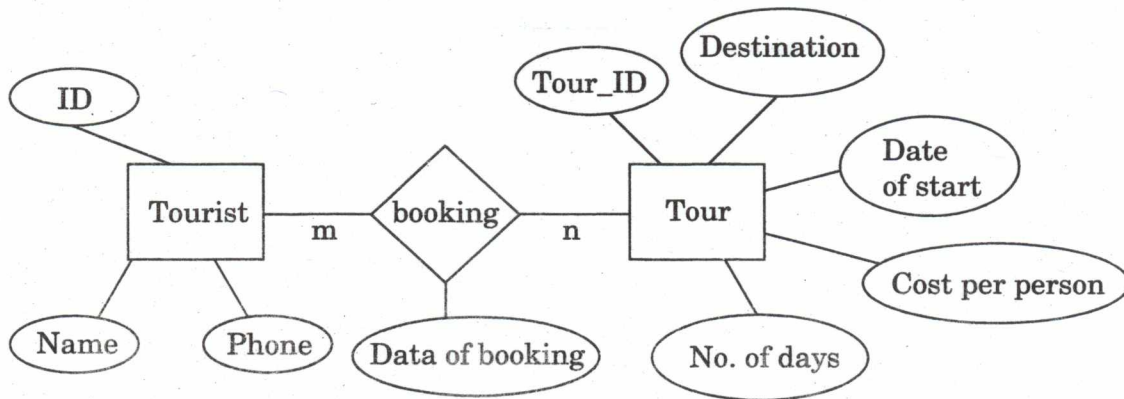 Destination
Tour_ID
ID
Date
of start
Tourist
booking
Tour
m
n
Cost per person
Name
Phone
Data of booking
No. of days